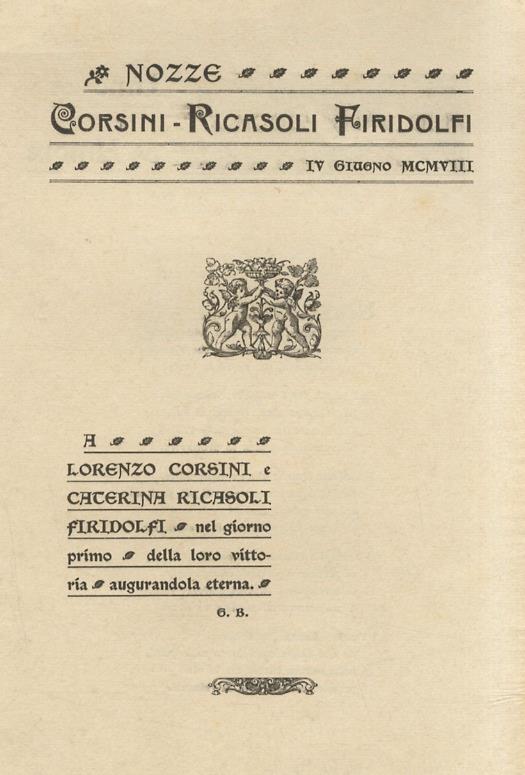 NOZZE
CORSINI - RICASOLI FIRIDOLFI
IV GIUGNO MCMVIII
A
LORENZO CORSINI e
CATERINA RICASOLI
FIRIDOLFI nel giorno
primo della loro vitto-
ria augurandola eterna.
G. B.